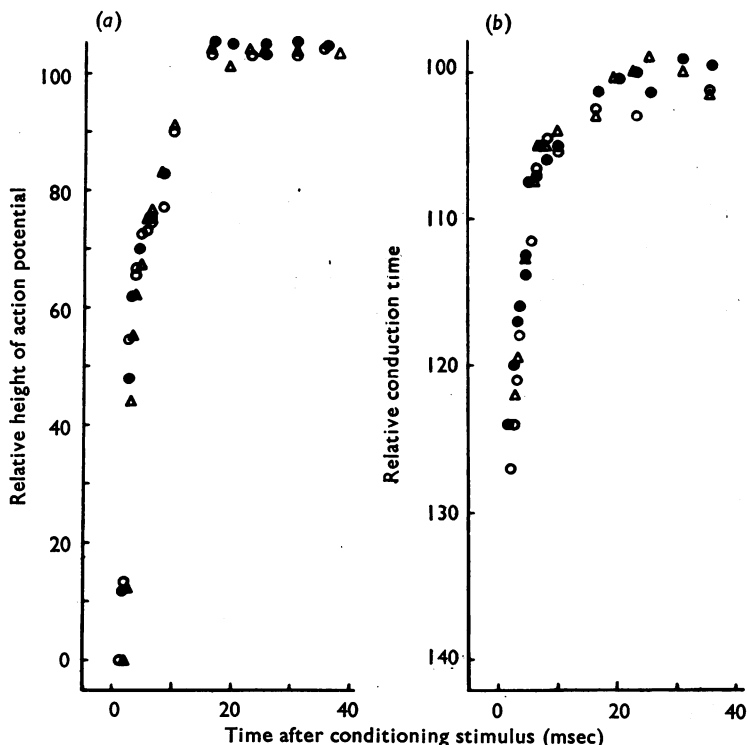 (a)
Relative height of action potential
100
80
60
40
20
0
0 20 40
(b)
Relative conduction time
100
110
120
130
140
0 20 40
Time after conditioning stimulus (msec)